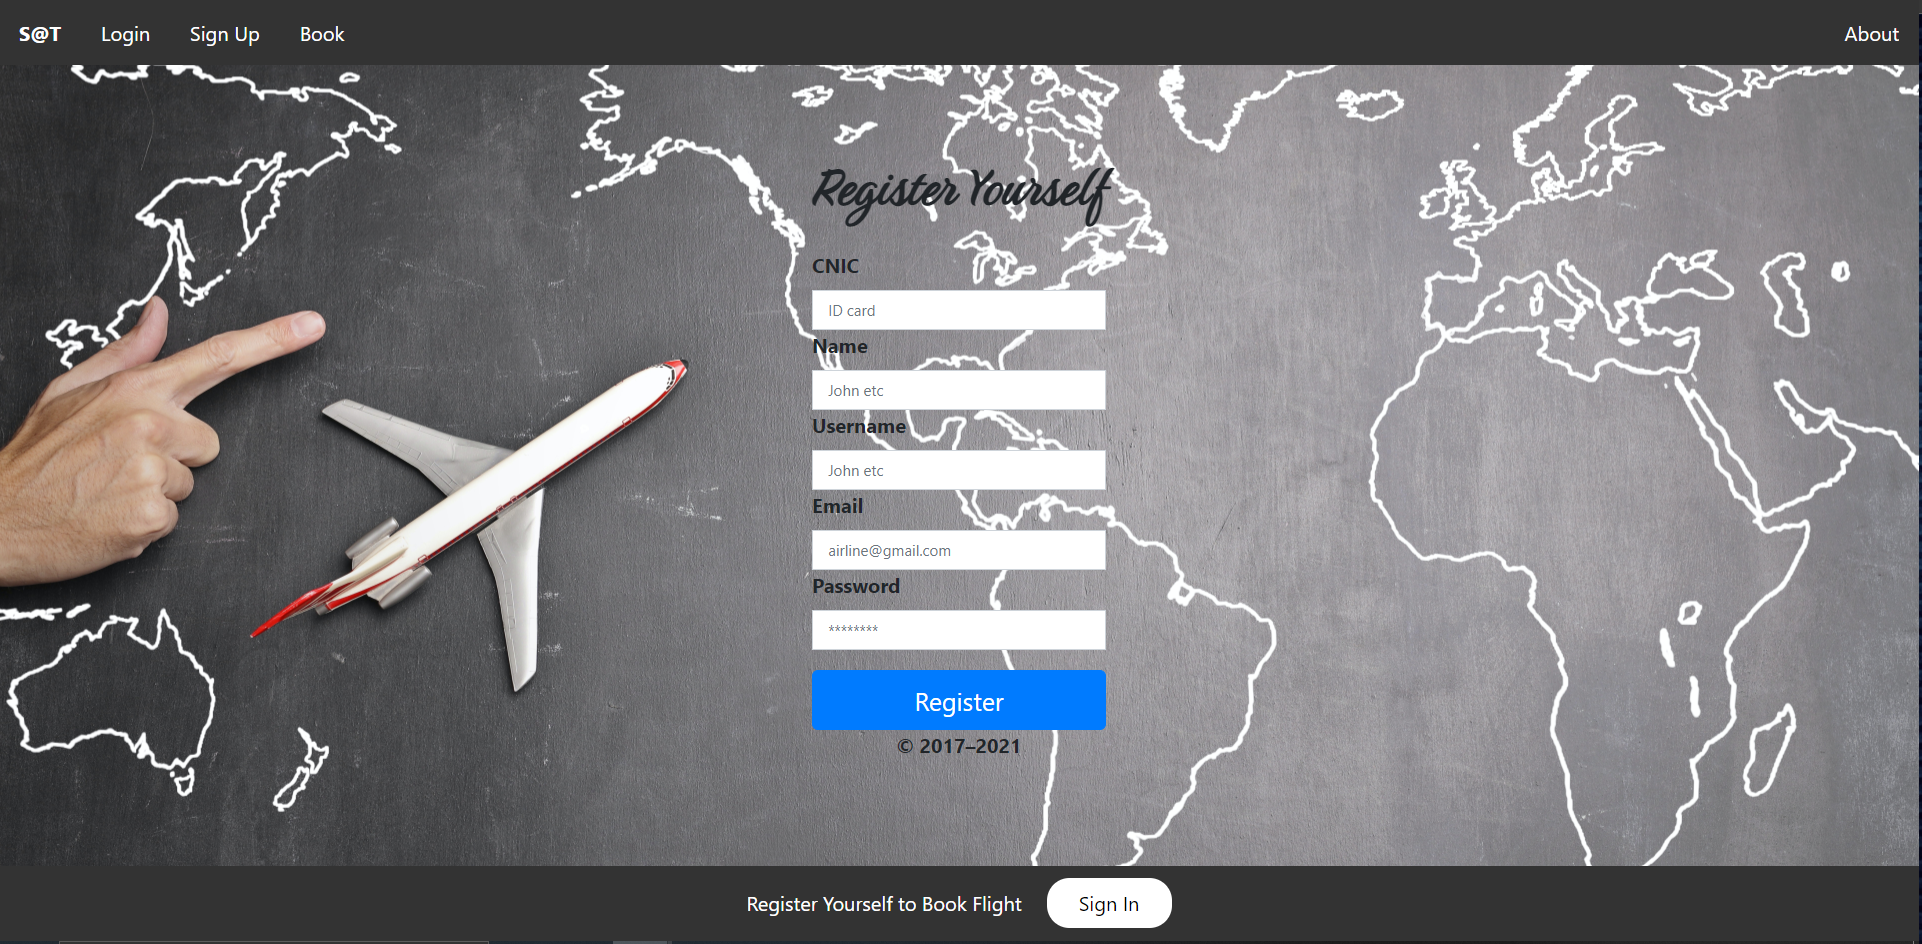 S@T Login Sign Up Book About
Register Yourself
CNIC
ID card
Name
John etc
Username
John etc
Email
airline@gmail.com
Password
********
Register
© 2017–2021
Register Yourself to Book Flight Sign In